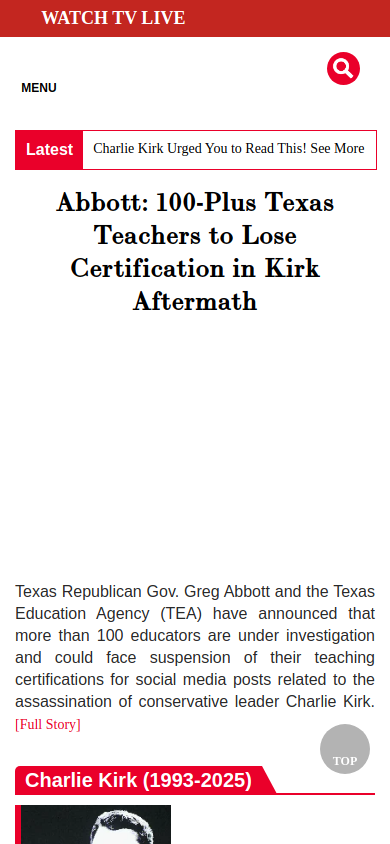 WATCH TV LIVE
MENU
Latest
Charlie Kirk Urged You to Read This! See More
Abbott: 100-Plus Texas
Teachers to Lose
Certification in Kirk
Aftermath
Texas Republican Gov. Greg Abbott and the Texas
Education Agency (TEA) have announced that
more than 100 educators are under investigation
and could face suspension of their teaching
certifications for social media posts related to the
assassination of conservative leader Charlie Kirk.
[Full Story]
TOP
Charlie Kirk (1993-2025)